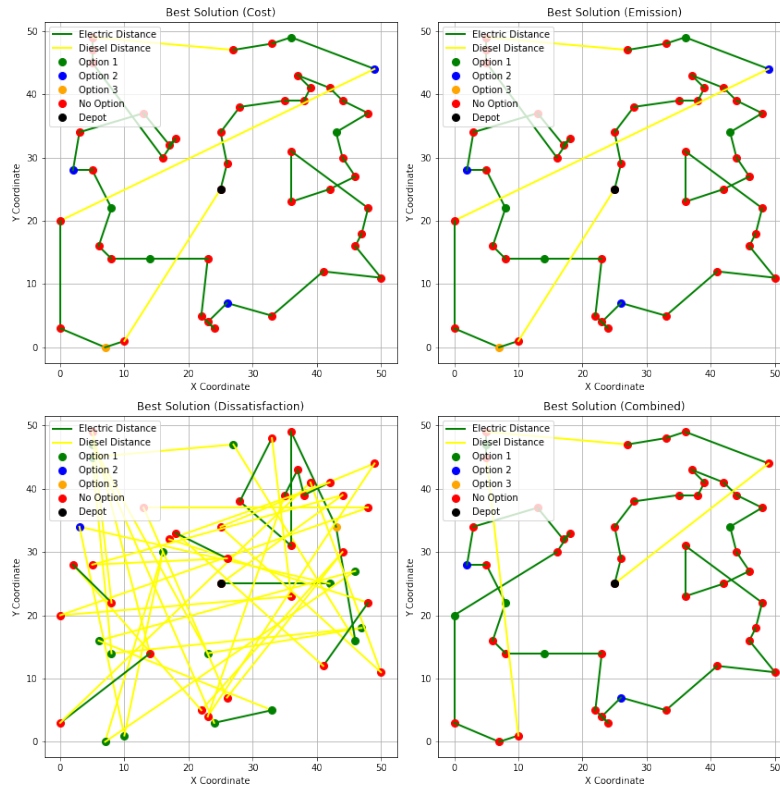 Best Solution (Cost)
50
40
30
20
10
0
Y Coordinate
Electric Distance
Diesel Distance
Option 1
Option 2
Option 3
No Option
Depot
0 10 20 30 40 50
X Coordinate
Best Solution (Emission)
50
40
30
20
10
0
Y Coordinate
Electric Distance
Diesel Distance
Option 1
Option 2
Option 3
No Option
Depot
0 10 20 30 40 50
X Coordinate
Best Solution (Dissatisfaction)
50
40
30
20
10
0
Y Coordinate
Electric Distance
Diesel Distance
Option 1
Option 2
Option 3
No Option
Depot
0 10 20 30 40 50
X Coordinate
Best Solution (Combined)
50
40
30
20
10
0
Y Coordinate
Electric Distance
Diesel Distance
Option 1
Option 2
Option 3
No Option
Depot
0 10 20 30 40 50
X Coordinate